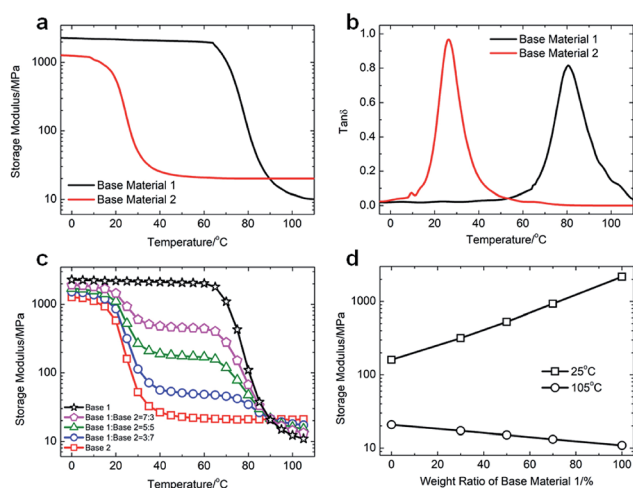 a
Storage Modulus/MPa
1000
100
10
Base Material 1
Base Material 2
0 20 40 60 80 100
Temperature/°C
b
Tanδ
1.0
0.8
0.6
0.4
0.2
0.0
Base Material 1
Base Material 2
0 20 40 60 80 100
Temperature/°C
c
Storage Modulus/MPa
1000
100
10
Base 1
Base 1:Base 2=7:3
Base 1:Base 2=5:5
Base 1:Base 2=3:7
Base 2
0 20 40 60 80 100
Temperature/°C
d
Storage Modulus/MPa
1000
100
10
25°C
105°C
0 20 40 60 80 100
Weight Ratio of Base Material 1/%